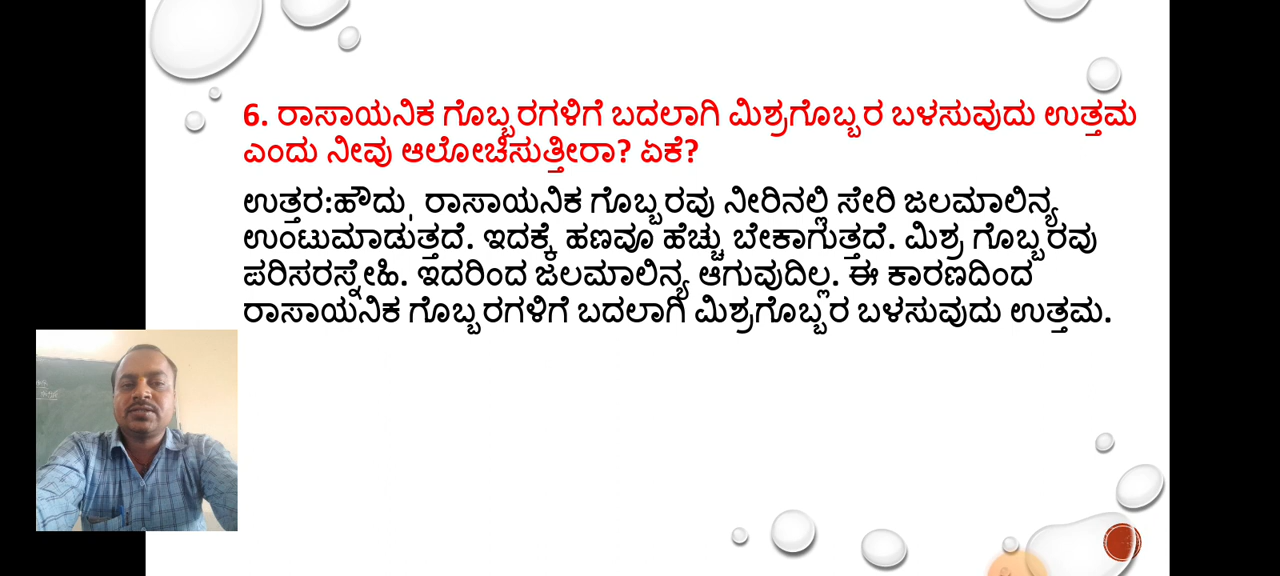 6. ರಾಸಾಯನಿಕ ಗೊಬ್ಬರಗಳಿಗೆ ಬದಲಾಗಿ ಮಿಶ್ರಗೊಬ್ಬರ ಬಳಸುವುದು ಉತ್ತಮ
ಎಂದು ನೀವು ಆಲೋಚಿಸುತ್ತೀರಾ? ಏಕೆ?
ಉತ್ತರ:ಹೌದು, ರಾಸಾಯನಿಕ ಗೊಬ್ಬರವು ನೀರಿನಲ್ಲಿ ಸೇರಿ ಜಲಮಾಲಿನ್ಯ
ಉಂಟುಮಾಡುತ್ತದೆ. ಇದಕ್ಕೆ ಹಣವೂ ಹೆಚ್ಚು ಬೇಕಾಗುತ್ತದೆ. ಮಿಶ್ರ ಗೊಬ್ಬರವು
ಪರಿಸರಸ್ನೇಹಿ. ಇದರಿಂದ ಜಲಮಾಲಿನ್ಯ ಆಗುವುದಿಲ್ಲ. ಈ ಕಾರಣದಿಂದ
ರಾಸಾಯನಿಕ ಗೊಬ್ಬರಗಳಿಗೆ ಬದಲಾಗಿ ಮಿಶ್ರಗೊಬ್ಬರ ಬಳಸುವುದು ಉತ್ತಮ.